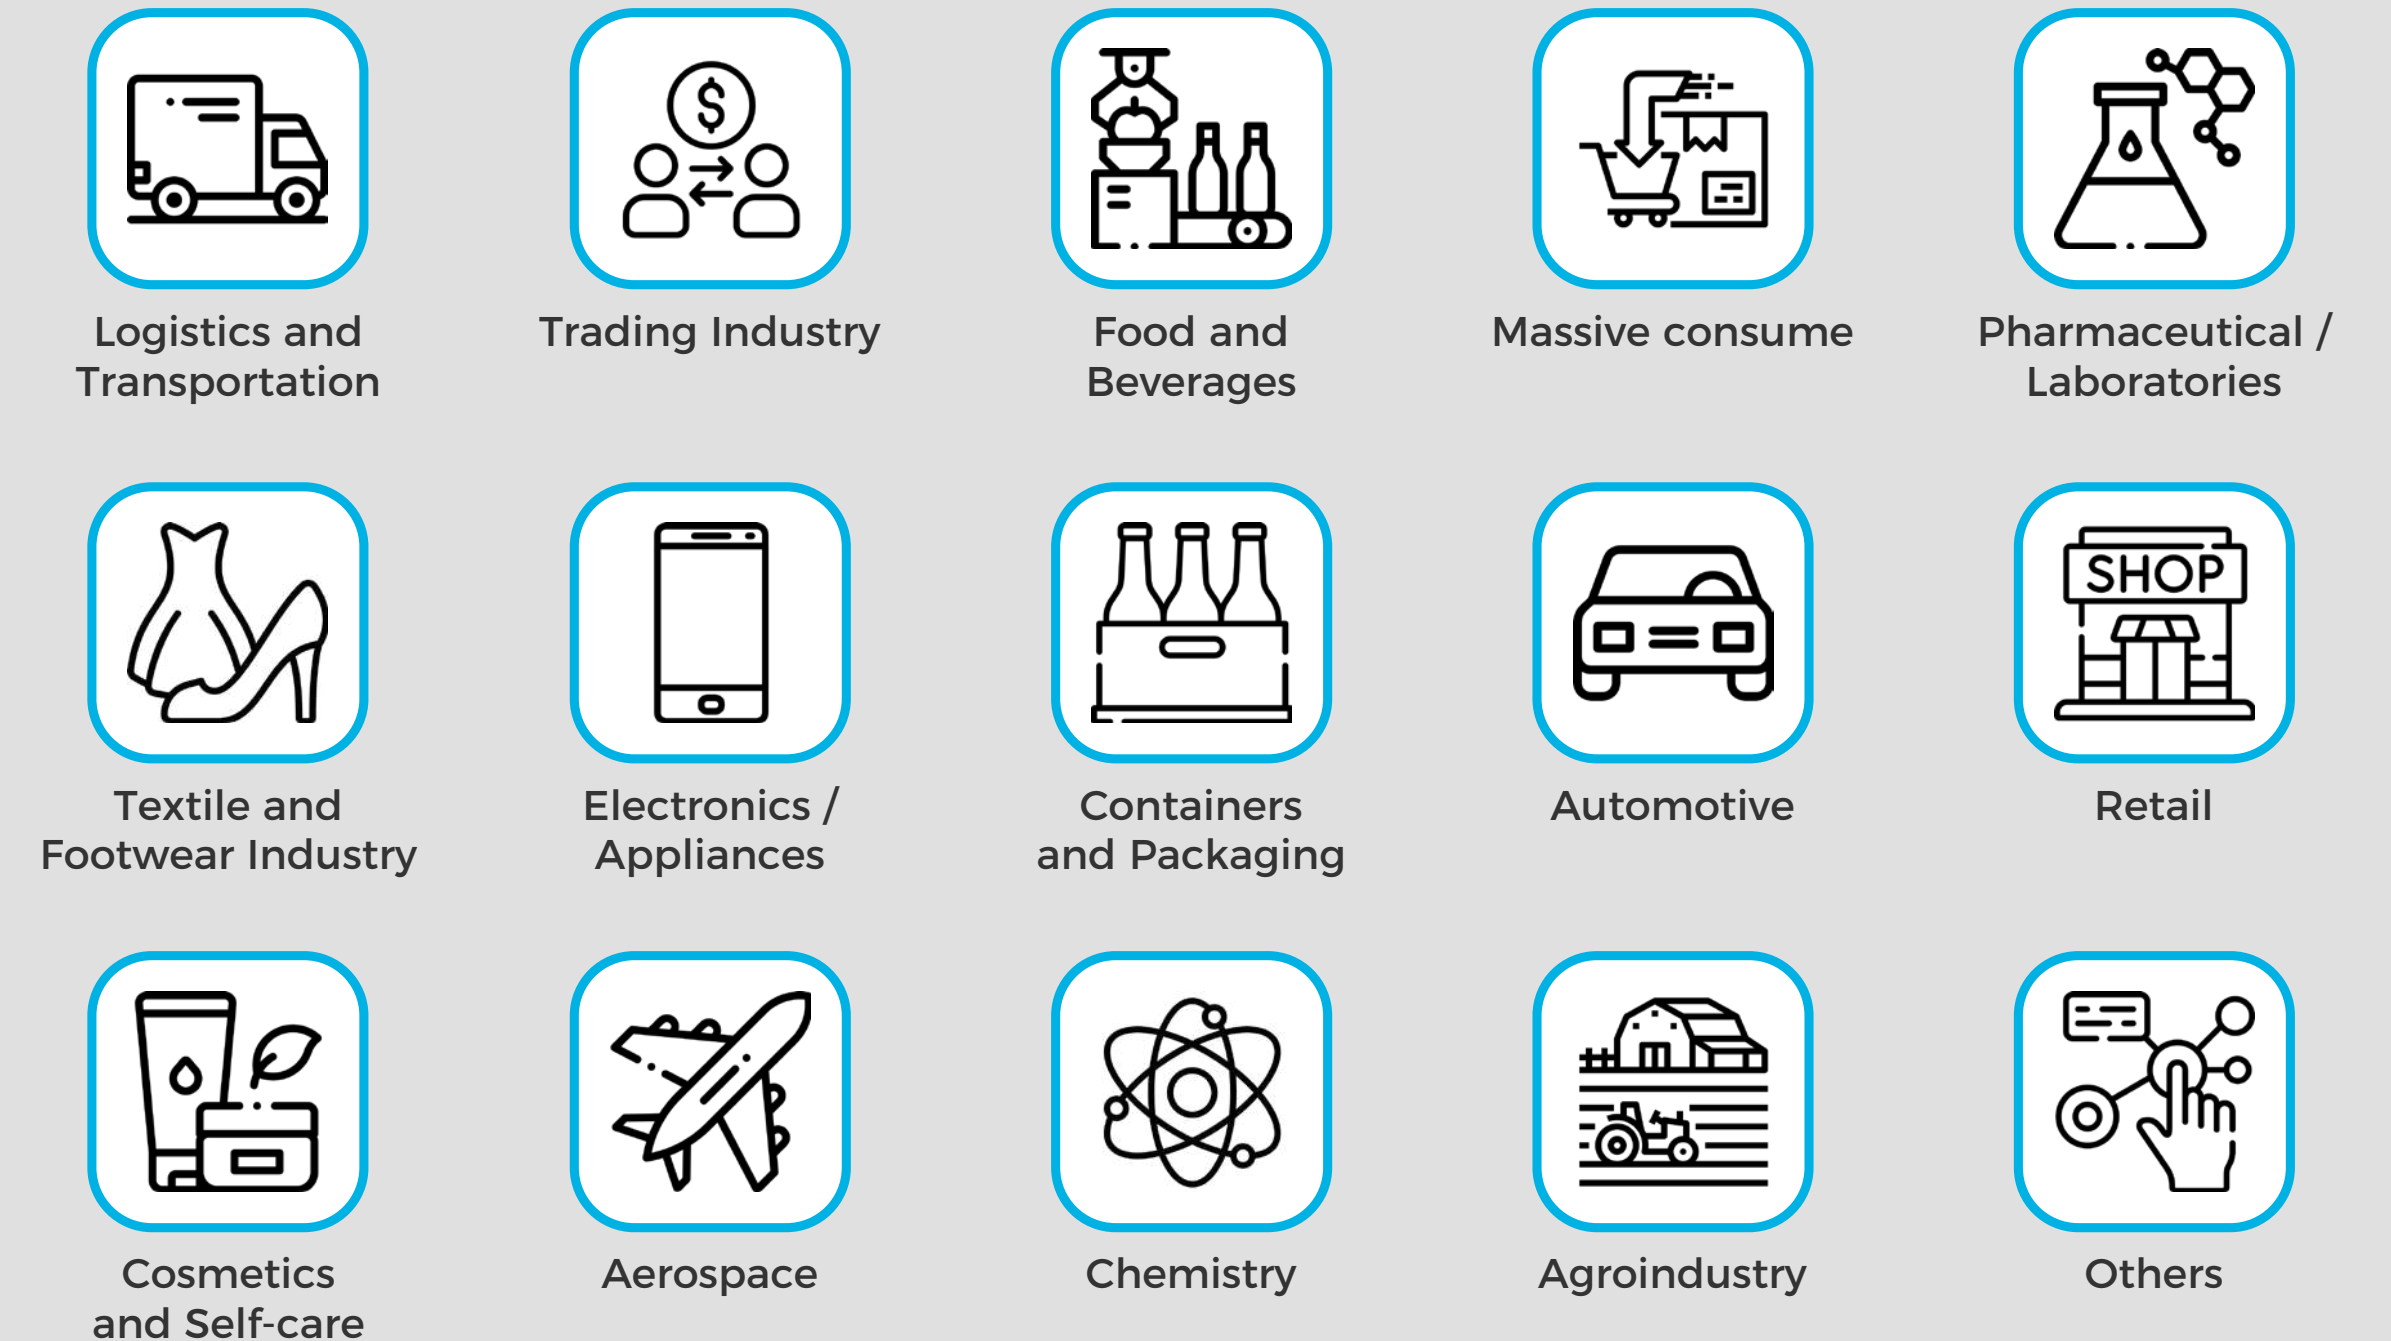 $
Logistics and
Transportation
Trading Industry
Food and
Beverages
Massive consume
Pharmaceutical /
Laboratories
SHOP
Textile and
Footwear Industry
Electronics /
Appliances
Containers
and Packaging
Automotive
Retail
Cosmetics
and Self-care
Aerospace
Chemistry
Agroindustry
Others